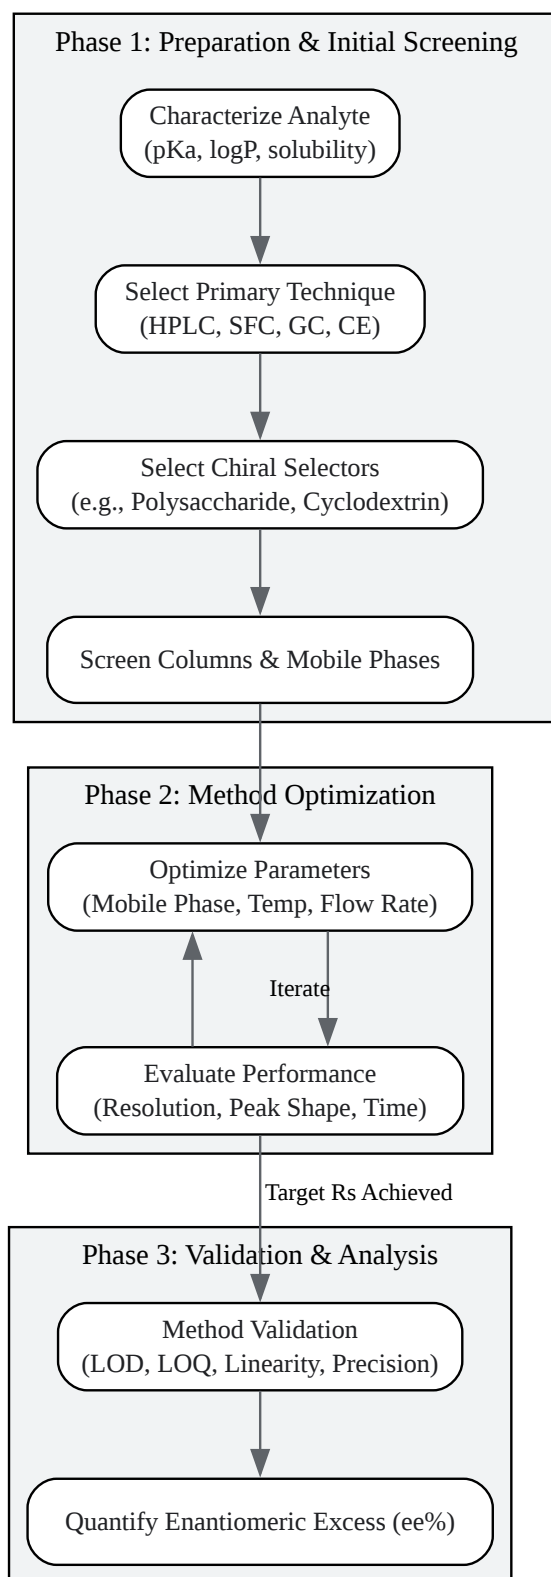 Phase 1: Preparation & Initial Screening
Characterize Analyte
(pKa, logP, solubility)
Select Primary Technique
(HPLC, SFC, GC, CE)
Select Chiral Selectors
(e.g., Polysaccharide, Cyclodextrin)
Screen Columns & Mobile Phases
Phase 2: Method Optimization
Optimize Parameters
(Mobile Phase, Temp, Flow Rate)
Iterate
Evaluate Performance
(Resolution, Peak Shape, Time)
Target Rs Achieved
Phase 3: Validation & Analysis
Method Validation
(LOD, LOQ, Linearity, Precision)
Quantify Enantiomeric Excess (ee%)